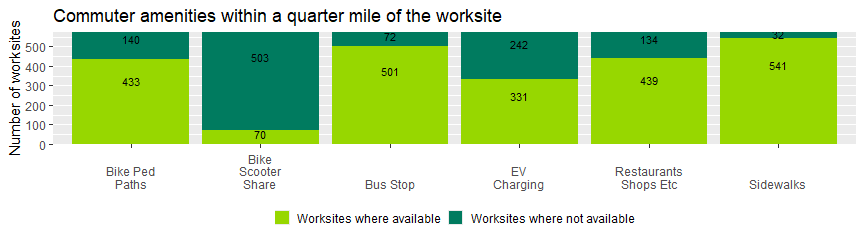 Commuter amenities within a quarter mile of the worksite
Number of worksites
500
400
300
200
100
0
140
433
503
70
72
501
242
331
134
439
32
541
Bike Ped
Paths
Bike
Scooter
Share
Bus Stop
EV
Charging
Restaurants
Shops Etc
Sidewalks
Worksites where available
Worksites where not available